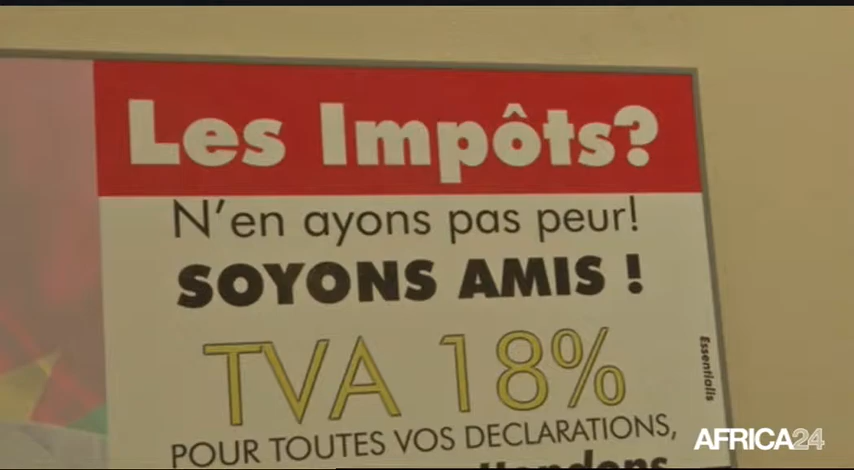 Les Impôts?
N'en ayons pas peur!
SOYONS AMIS !
TVA 18%
POUR TOUTES VOS DECLARATIONS,
Essentialis
AFRICA24